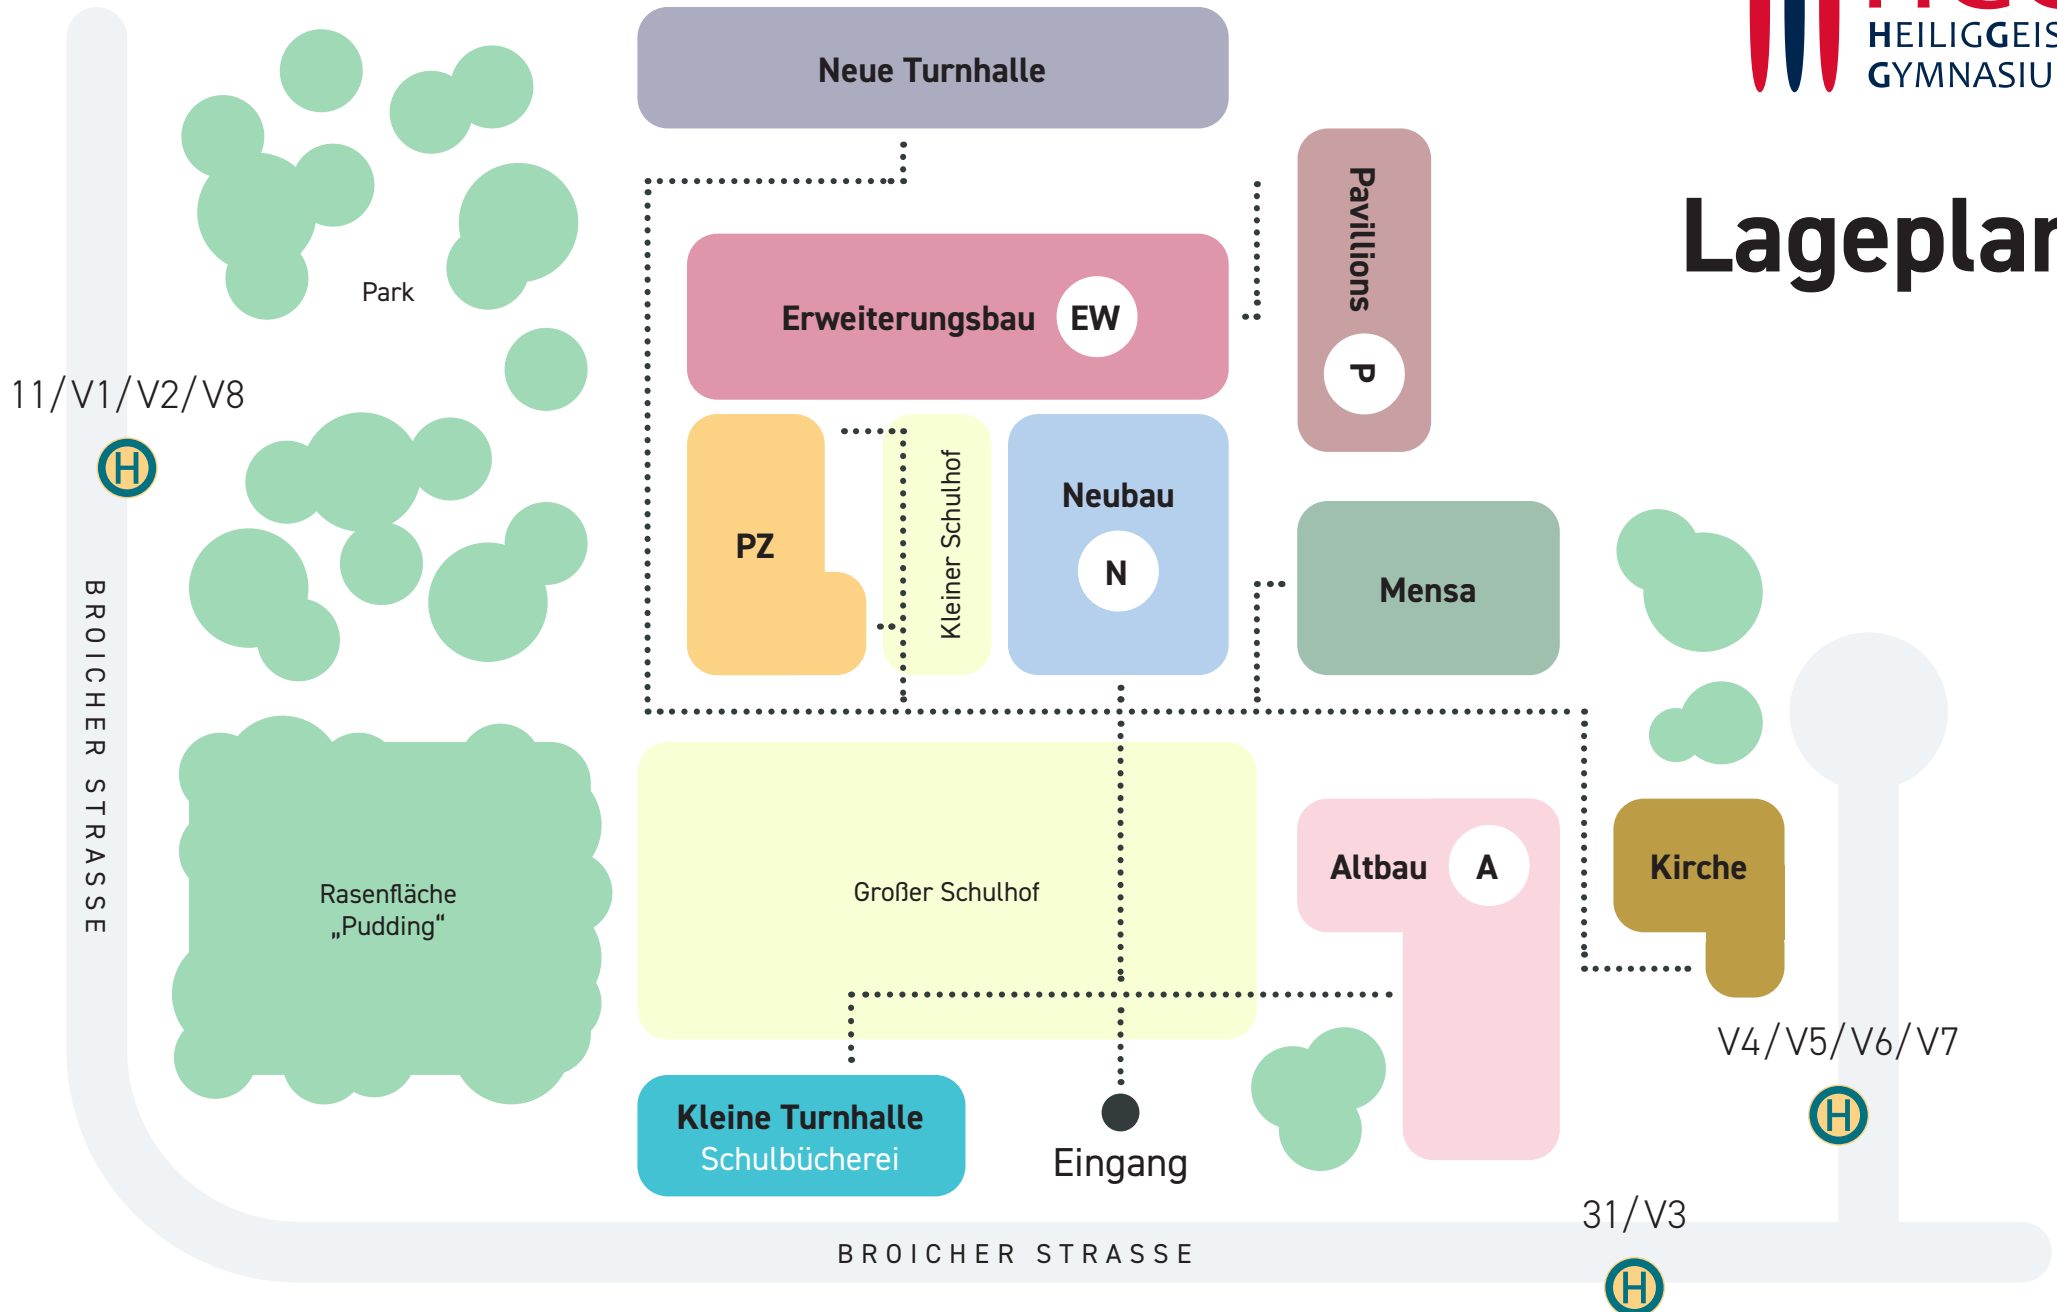 HEILIGGEIS
GYMNASIU
Lageplan
Neue Turnhalle
Pavillions
P
Park
Erweiterungsbau EW
11/V1/V2/V8
H
PZ
Kleiner Schulhof
Neubau
N
Mensa
BROICHER STRASSE
Rasenfläche
„Pudding“
Großer Schulhof
Altbau A
Kirche
V4/V5/V6/V7
H
Kleine Turnhalle
Schulbücherei
Eingang
31/V3
H
BROICHER STRASSE